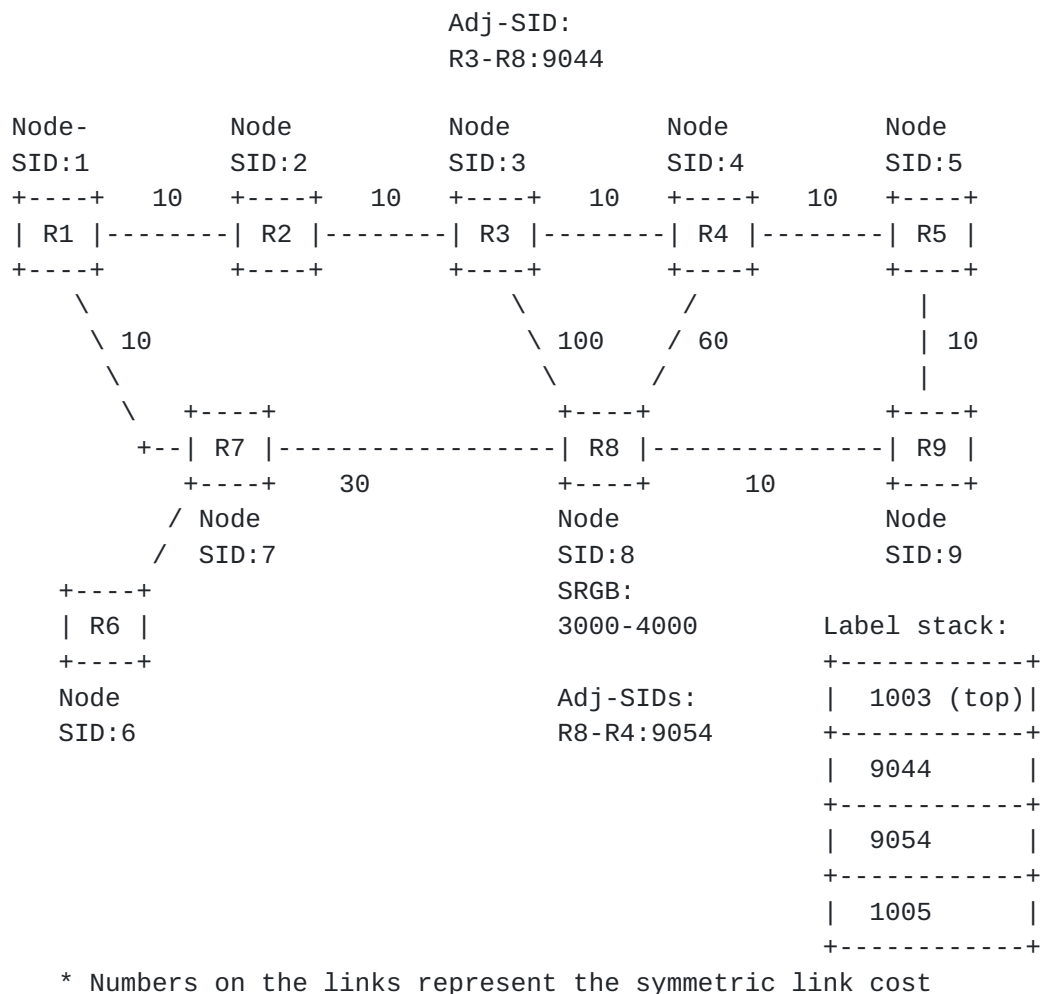 Adj-SID:
R3-R8:9044
Node- Node Node Node Node
SID:1 SID:2 SID:3 SID:4 SID:5
+----+ 10 +----+ 10 +----+ 10 +----+ 10 +----+
| R1 |--------| R2 |--------| R3 |--------| R4 |--------| R5 |
+----+ +----+ +----+ +----+ +----+
\ \ / |
\ 10 \ 100 / 60 | 10
\ \ / |
\ +----+ +----+ +----+
+--| R7 |------------------| R8 |---------------| R9 |
+----+ 30 +----+ 10 +----+
/ Node Node Node
/ SID:7 SID:8 SID:9
+----+ SRGB:
| R6 | 3000-4000 Label stack:
+----+ +------------+
Node Adj-SIDs: | 1003 (top)|
SID:6 R8-R4:9054 +------------+
| 9044 |
+------------+
| 9054 |
+------------+
| 1005 |
+------------+
* Numbers on the links represent the symmetric link cost